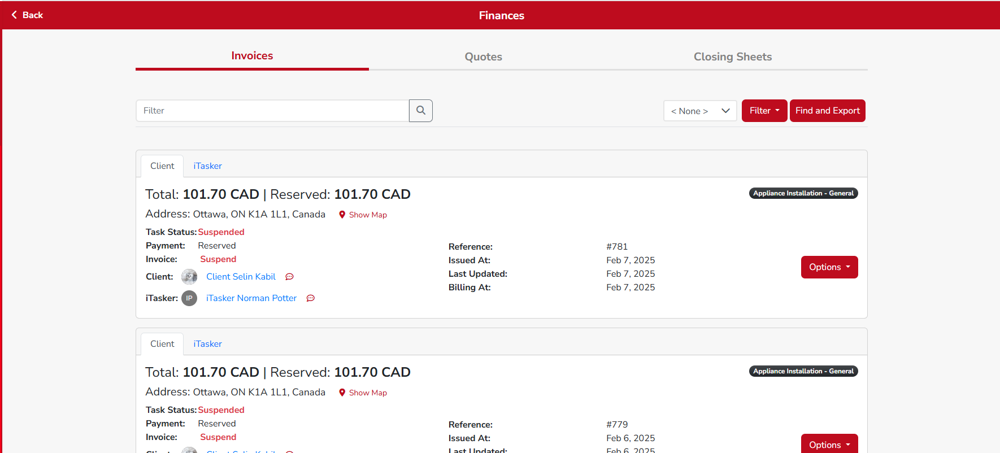 Back
Finances
Invoices
Quotes
Closing Sheets
Filter
< None >
Filter
Find and Export
Client
iTasker
Total: 101.70 CAD | Reserved: 101.70 CAD
Appliance Installation - General
Address: Ottawa, ON K1A 1L1, Canada
Show Map
Task Status: Suspended
Payment: Reserved
Invoice: Suspend
Client: Client Selin Kabil
iTasker: IP iTasker Norman Potter
Reference: #781
Issued At: Feb 7, 2025
Last Updated: Feb 7, 2025
Billing At: Feb 7, 2025
Options
Client
iTasker
Total: 101.70 CAD | Reserved: 101.70 CAD
Appliance Installation - General
Address: Ottawa, ON K1A 1L1, Canada
Show Map
Task Status: Suspended
Payment: Reserved
Invoice: Suspend
Client: Client Selin Kabil
Reference: #779
Issued At: Feb 6, 2025
Last Updated: Feb 6, 2025
Options